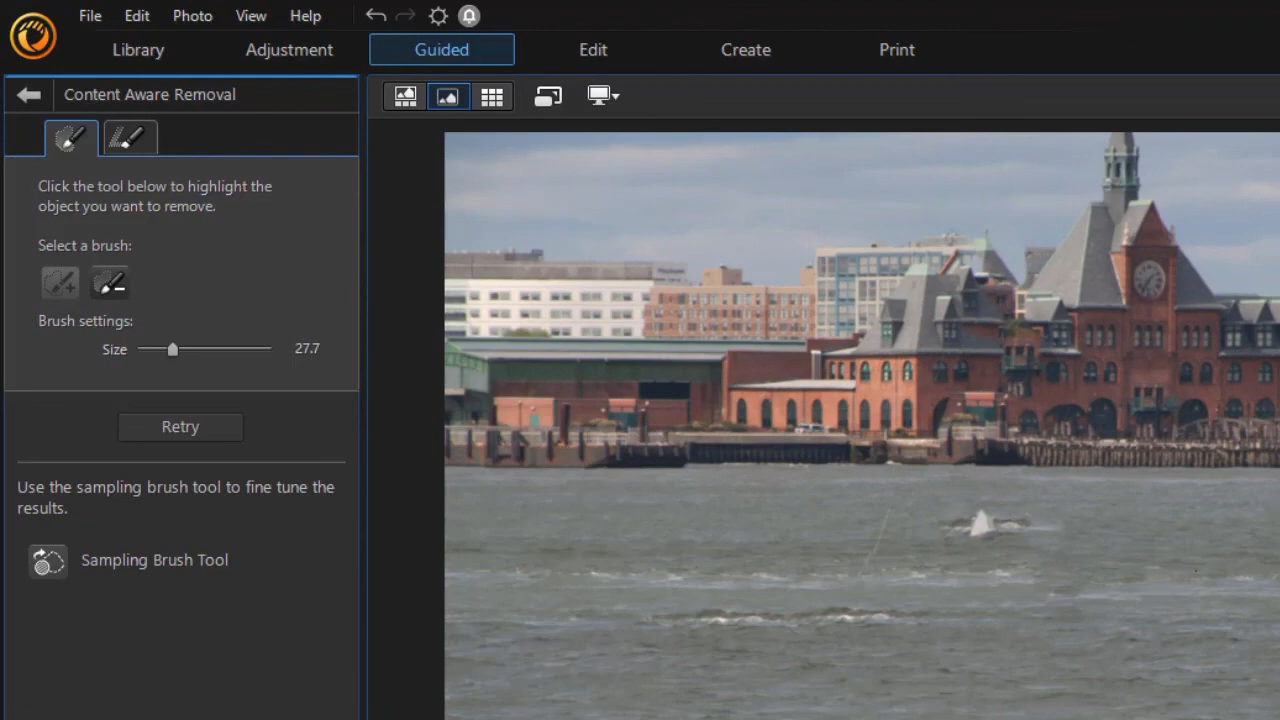 File Edit Photo View Help
Library Adjustment Guided Edit Create Print
Content Aware Removal
Click the tool below to highlight the
object you want to remove.
Select a brush:
Brush settings:
Size 27.7
Retry
Use the sampling brush tool to fine tune the
results.
Sampling Brush Tool